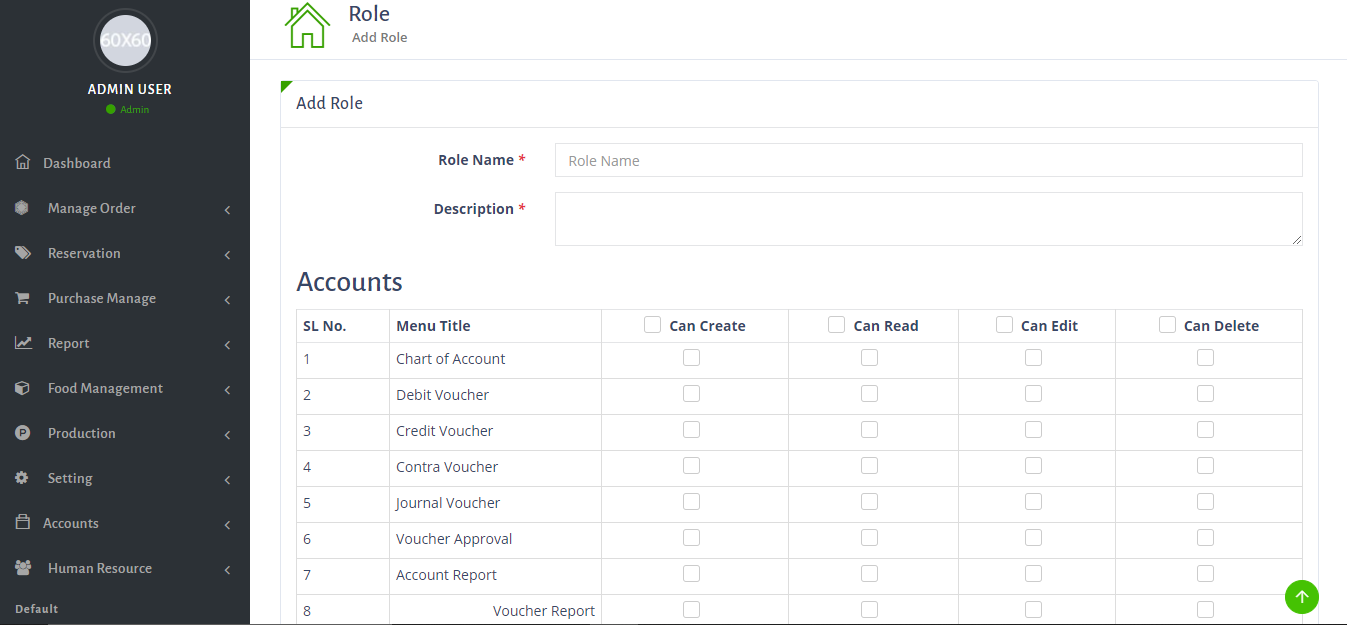 60X60
ADMIN USER
Admin
Dashboard
Manage Order
Reservation
Purchase Manage
Report
Food Management
Production
Setting
Accounts
Human Resource
Default
Role
Add Role
Add Role
Role Name *
Role Name
Description *
Accounts
SL No. Menu Title Can Create Can Read Can Edit Can Delete
1 Chart of Account
2 Debit Voucher
3 Credit Voucher
4 Contra Voucher
5 Journal Voucher
6 Voucher Approval
7 Account Report
8 Voucher Report